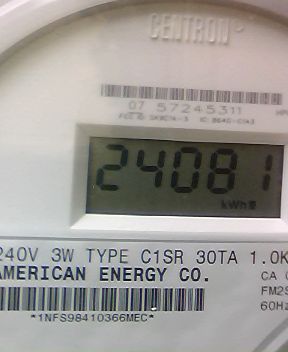 CENTRON®
07 57245311
24081
kWh
240V 3W TYPE C1SR 30TA 1.0K
AMERICAN ENERGY CO.
CA
FM2S
60Hz
*1NFS98410366MEC*